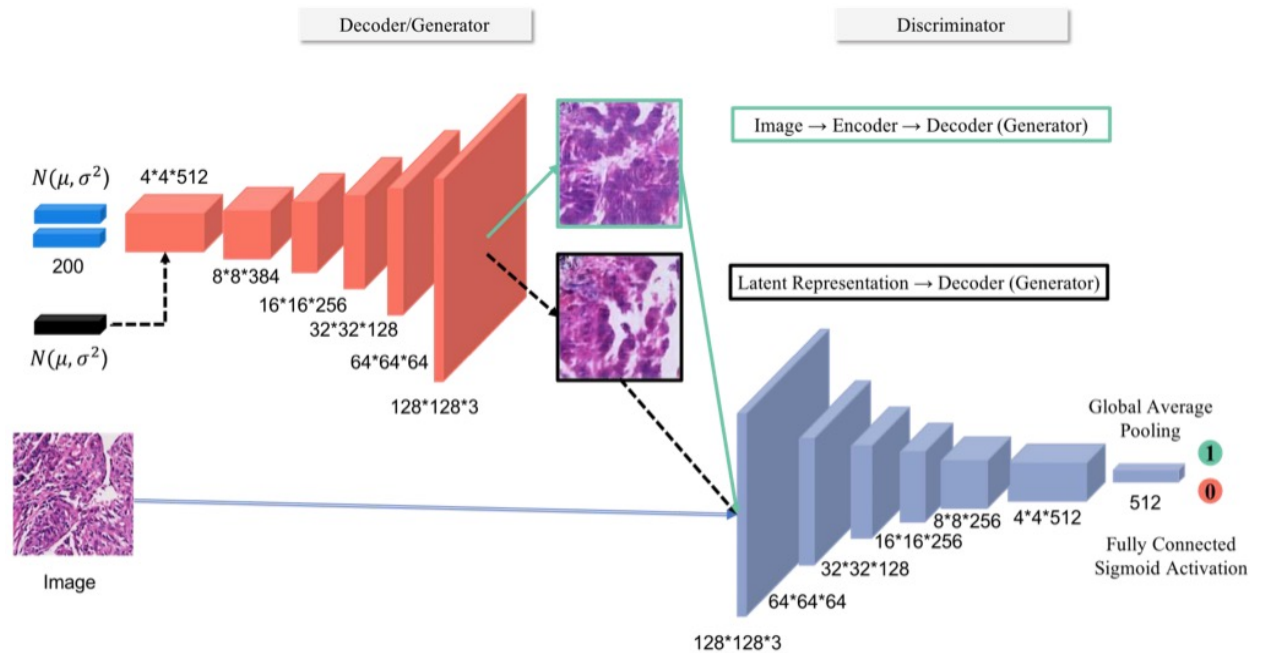 Decoder/Generator
Discriminator
Image → Encoder → Decoder (Generator)
N(μ, σ²)
4*4*512
200
8*8*384
16*16*256
32*32*128
64*64*64
128*128*3
N(μ, σ²)
Latent Representation → Decoder (Generator)
Image
128*128*3
64*64*64
32*32*128
16*16*256
8*8*256
4*4*512
512
Global Average
Pooling
1
0
Fully Connected
Sigmoid Activation